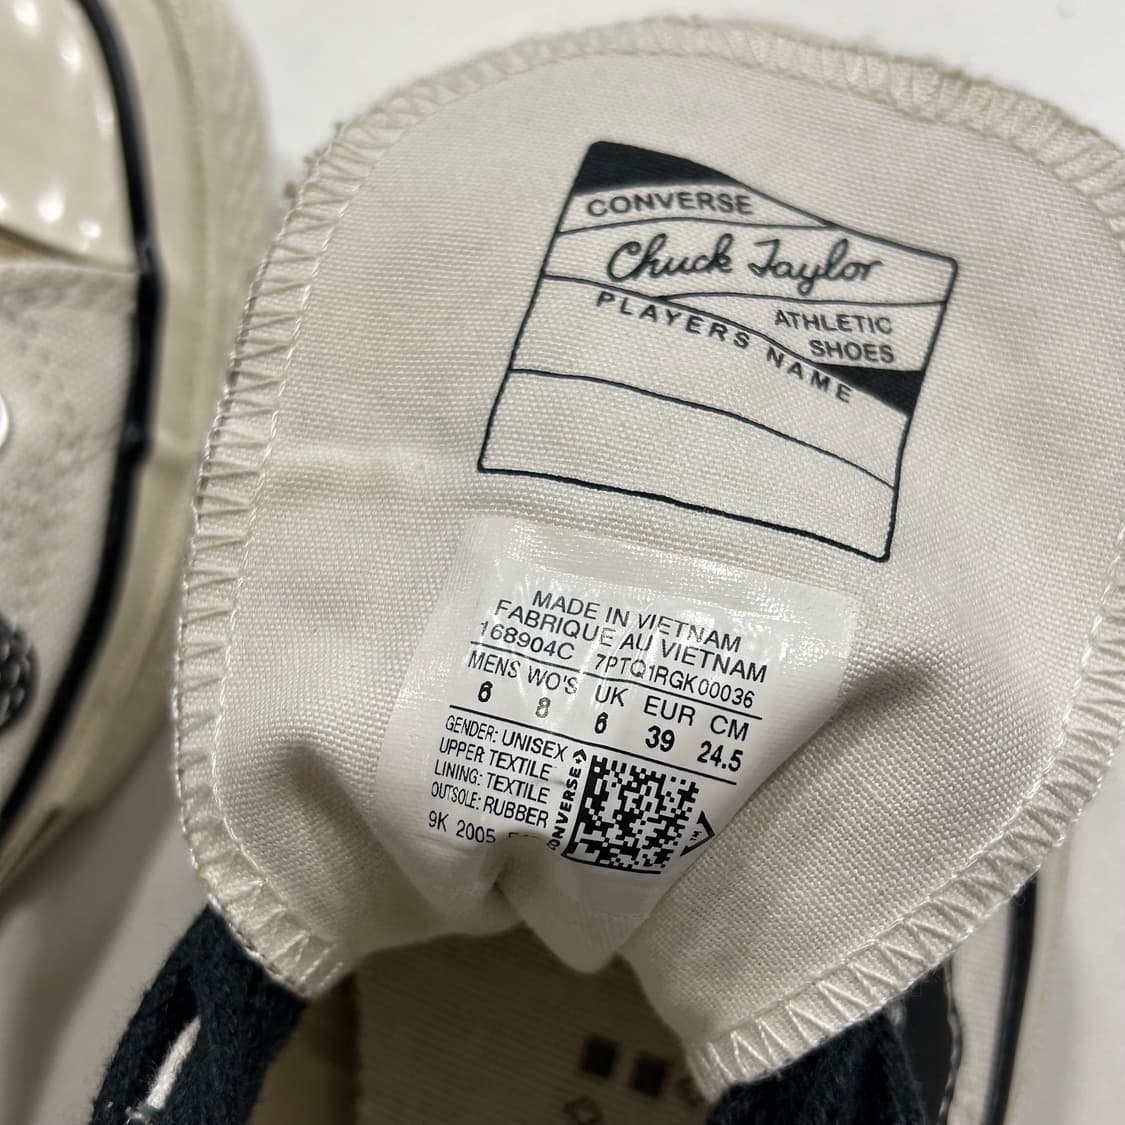 CONVERSE
Chuck Taylor
ATHLETIC
SHOES
PLAYERS NAME
MADE IN VIETNAM
FABRIQUE AU VIETNAM
168904C 7PTQ1RGK00036
MENS WO'S UK EUR CM
6 8 6 39 24.5
GENDER: UNISEX
UPPER TEXTILE
LINING: TEXTILE
OUTSOLE: RUBBER
9K 2005
CONVERSE